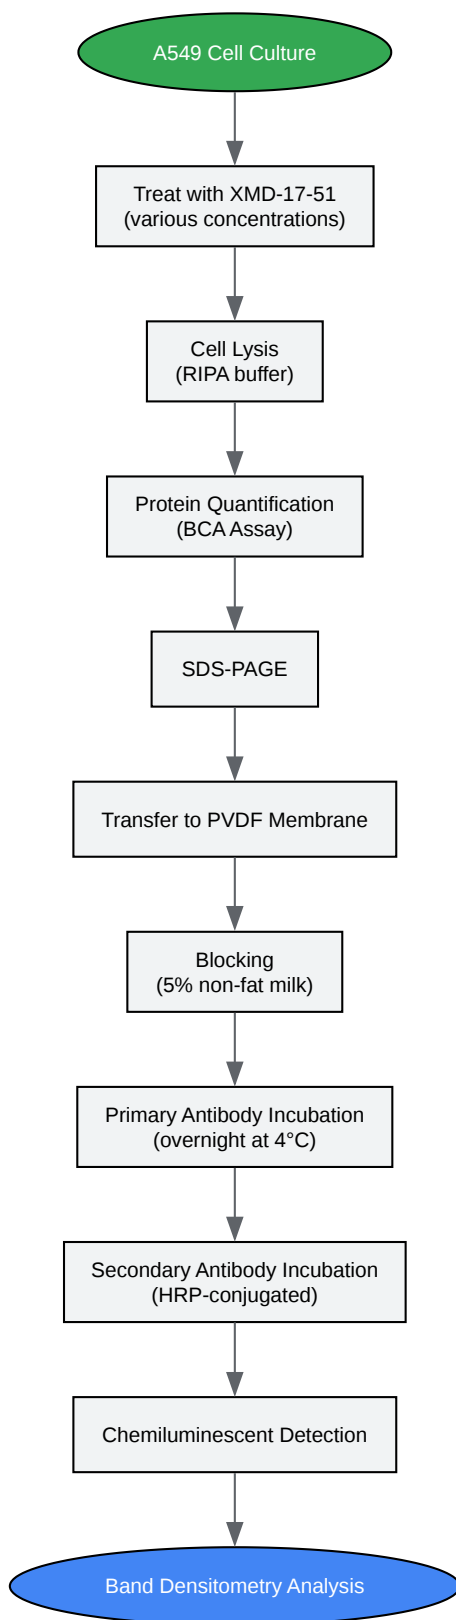 A549 Cell Culture
Treat with XMD-17-51
(various concentrations)
Cell Lysis
(RIPA buffer)
Protein Quantification
(BCA Assay)
SDS-PAGE
Transfer to PVDF Membrane
Blocking
(5% non-fat milk)
Primary Antibody Incubation
(overnight at 4°C)
Secondary Antibody Incubation
(HRP-conjugated)
Chemiluminescent Detection
Band Densitometry Analysis